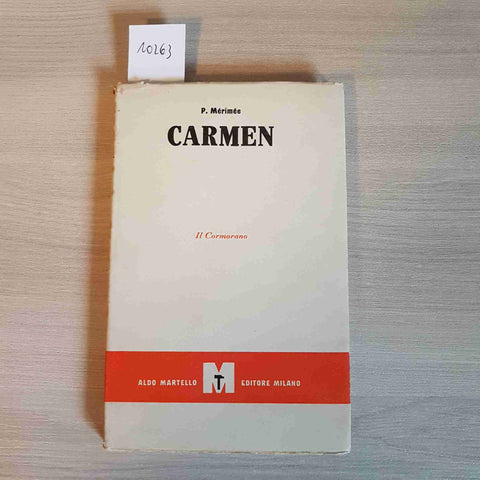 10263
P. Mérimée
CARMEN
Il Cormorano
ALDO MARTELLO MT EDITORE MILANO